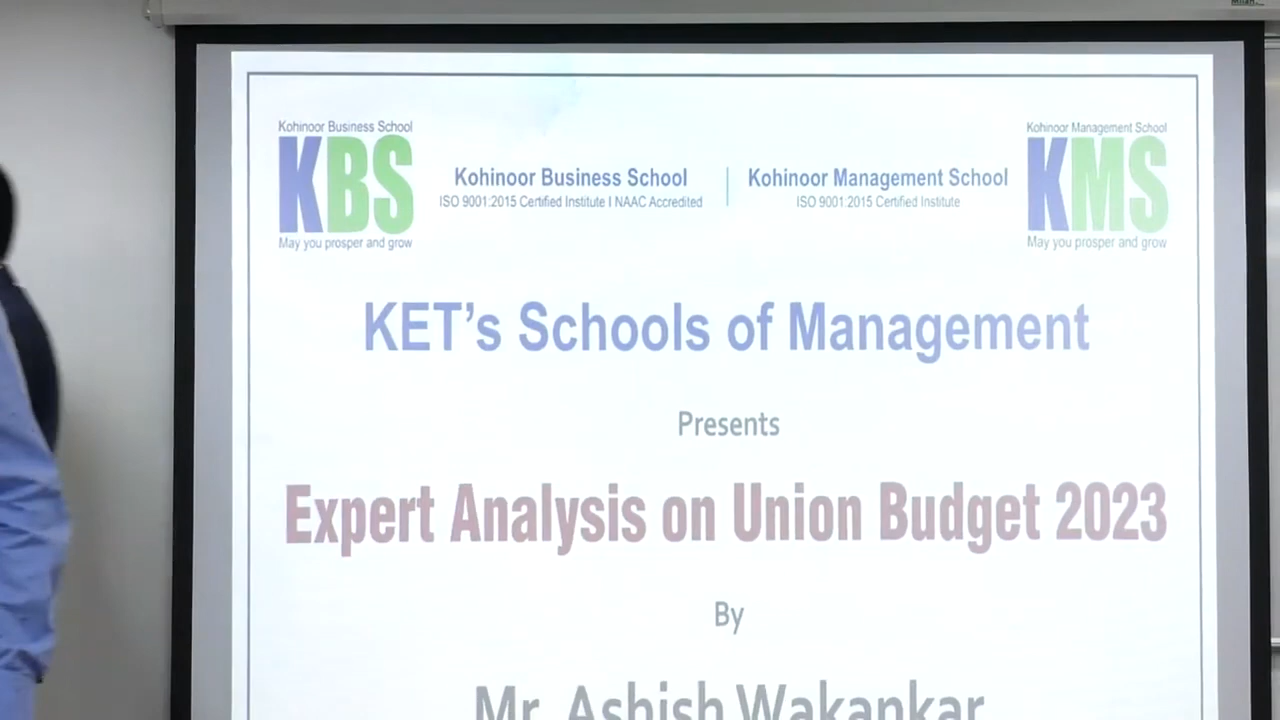 Kohinoor Business School
KBS
May you prosper and grow
Kohinoor Business School
ISO 9001:2015 Certified Institute I NAAC Accredited
Kohinoor Management School
ISO 9001:2015 Certified Institute
Kohinoor Management School
KMS
May you prosper and grow
KET's Schools of Management
Presents
Expert Analysis on Union Budget 2023
By
Mr. Ashish Wakankar